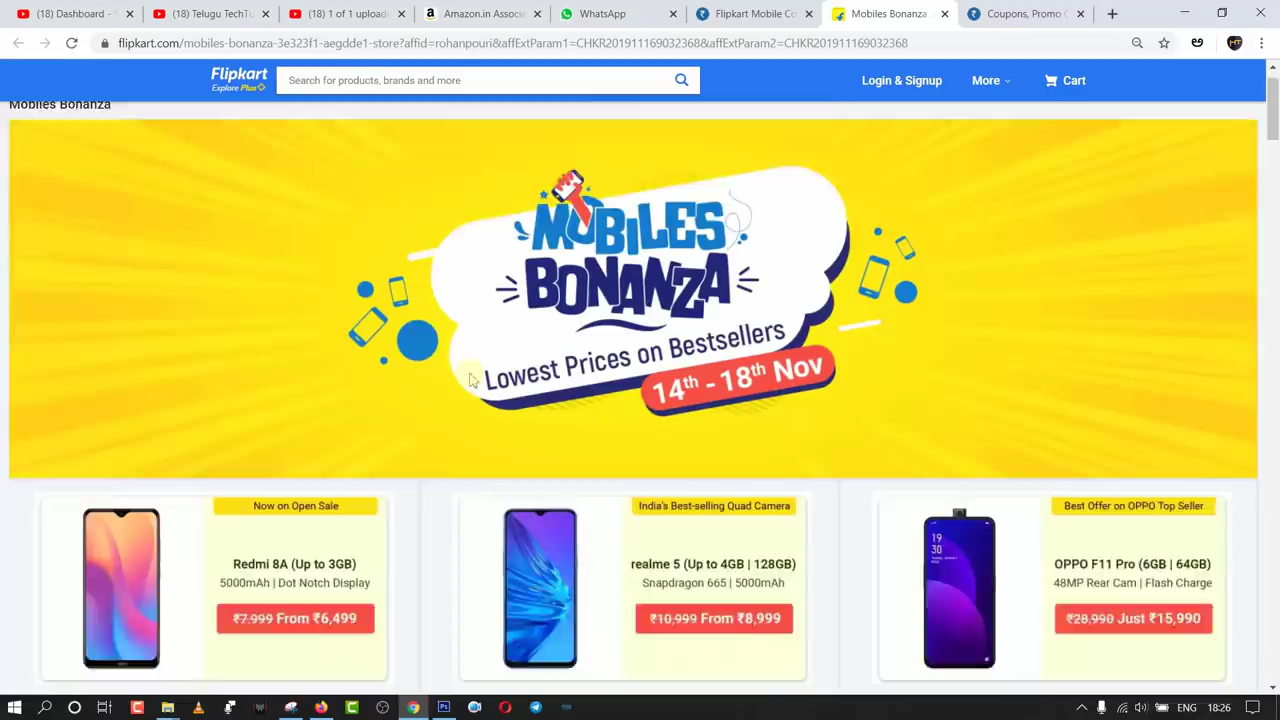 (18) Dashboard - 
(18) Telugu TechTu
(18) 1 of 1 uploade
Amazon.in Associ
WhatsApp
Flipkart Mobile Co
Mobiles Bonanza
Coupons, Promo C
flipkart.com/mobiles-bonanza-3e323f1-aegdde1-store?affid=rohanpouri&affExtParam1=CHKR201911169032368&affExtParam2=CHKR201911169032368
Flipkart
Explore Plus
Search for products, brands and more
Login & Signup
More
Cart
Mobiles Bonanza
MOBILES
BONANZA
Lowest Prices on Bestsellers
14th - 18th Nov
Now on Open Sale
Redmi 8A (Up to 3GB)
5000mAh | Dot Notch Display
₹7,999 From ₹6,499
India's Best-selling Quad Camera
realme 5 (Up to 4GB | 128GB)
Snapdragon 665 | 5000mAh
₹10,999 From ₹8,999
Best Offer on OPPO Top Seller
19
30
OPPO F11 Pro (6GB | 64GB)
48MP Rear Cam | Flash Charge
₹28,990 Just ₹15,990
ENG
18:26